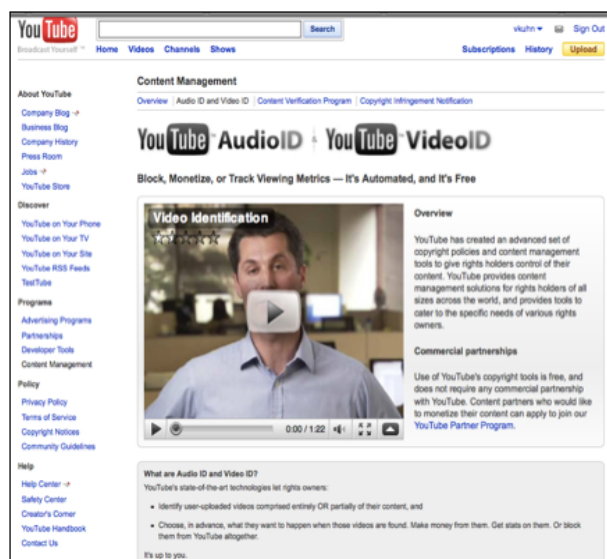 YouTube
Broadcast Yourself ™
Search
vkuhn
Sign Out
Home Videos Channels Shows
Subscriptions History Upload
About YouTube
Company Blog
Business Blog
Company History
Press Room
Jobs
YouTube Store
Discover
YouTube on Your Phone
YouTube on Your TV
YouTube on Your Site
YouTube RSS Feeds
TestTube
Programs
Advertising Programs
Partnerships
Developer Tools
Content Management
Policy
Privacy Policy
Terms of Service
Copyright Notices
Community Guidelines
Help
Help Center
Safety Center
Creator's Corner
YouTube Handbook
Contact Us
Content Management
Overview | Audio ID and Video ID | Content Verification Program | Copyright Infringement Notification
YouTube™ AudioID & YouTube™ VideoID
Block, Monetize, or Track Viewing Metrics — It's Automated, and It's Free
Video Identification
0:00 / 1:22
Overview
YouTube has created an advanced set of
copyright policies and content management
tools to give rights holders control of their
content. YouTube provides content
management solutions for rights holders of all
sizes across the world, and provides tools to
cater to the specific needs of various rights
owners.
Commercial partnerships
Use of YouTube's copyright tools is free, and
does not require any commercial partnership
with YouTube. Content partners who would like
to monetize their content can apply to join our
YouTube Partner Program.
What are Audio ID and Video ID?
YouTube's state-of-the-art technologies let rights owners:
• Identify user-uploaded videos comprised entirely OR partially of their content, and
• Choose, in advance, what they want to happen when those videos are found. Make money from them. Get stats on them. Or block
them from YouTube altogether.
It's up to you.